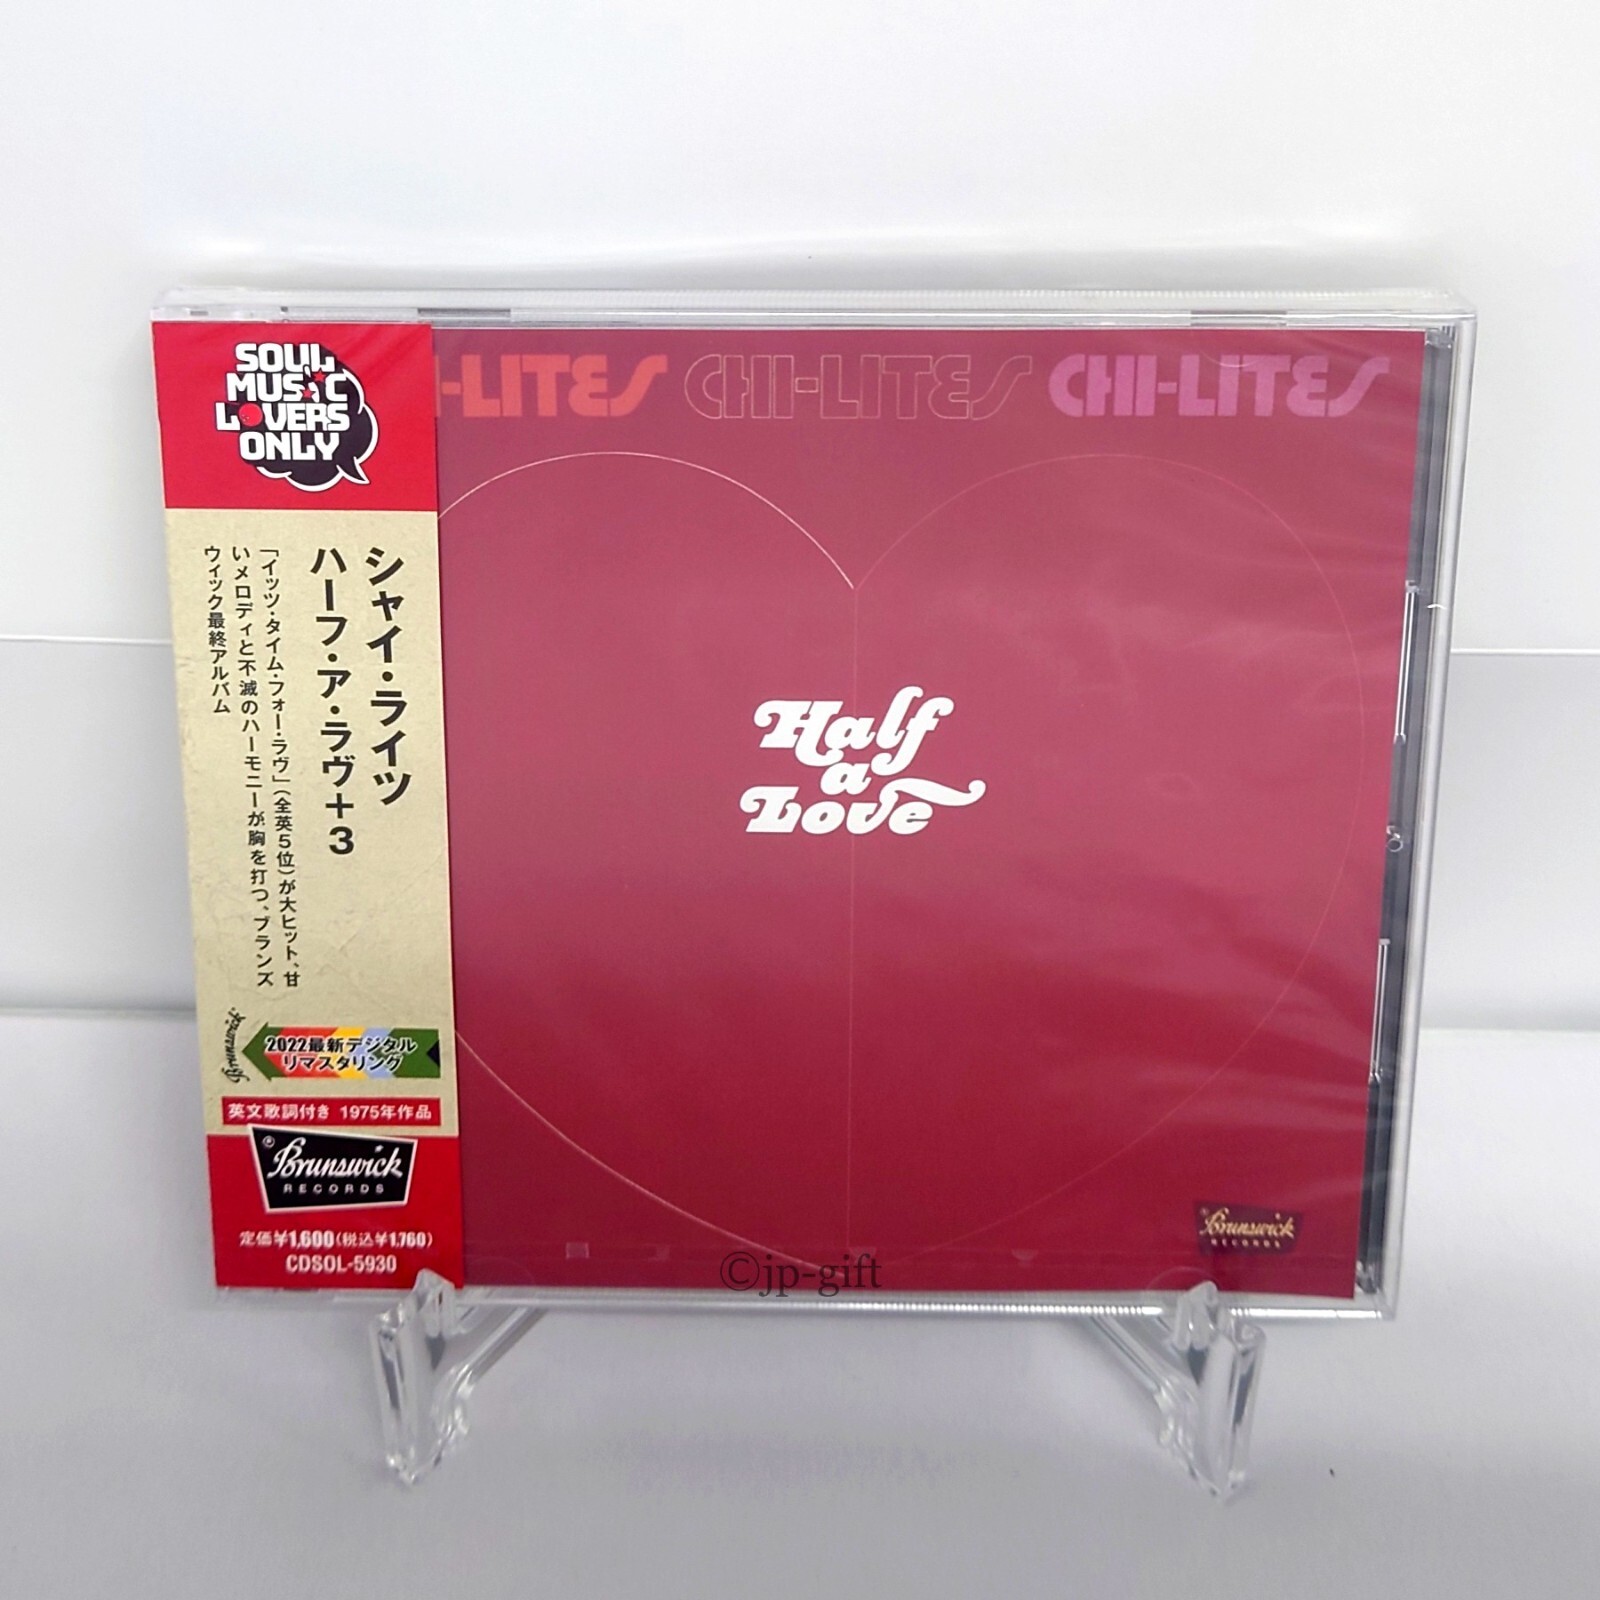 SOUL
MUSIC
LOVERS
ONLY
シャイ・ライツ
ハーフ・ア・ラヴ+3
「イッツ・タイム・フォー・ラヴ」(全英5位)が大ヒット、甘
いメロディと不滅のハーモニーが胸を打つ、ブランズ
ウィック最終アルバム
Brunswick
2022最新デジタル
リマスタリング
英文歌詞付き 1975年作品
Brunswick
RECORDS
定価¥1,600(税込¥1,760)
CDSOL-5930
I-LITES CHI-LITES CHI-LITES
Half
a
Love
Brunswick
RECORDS
©jp-gift